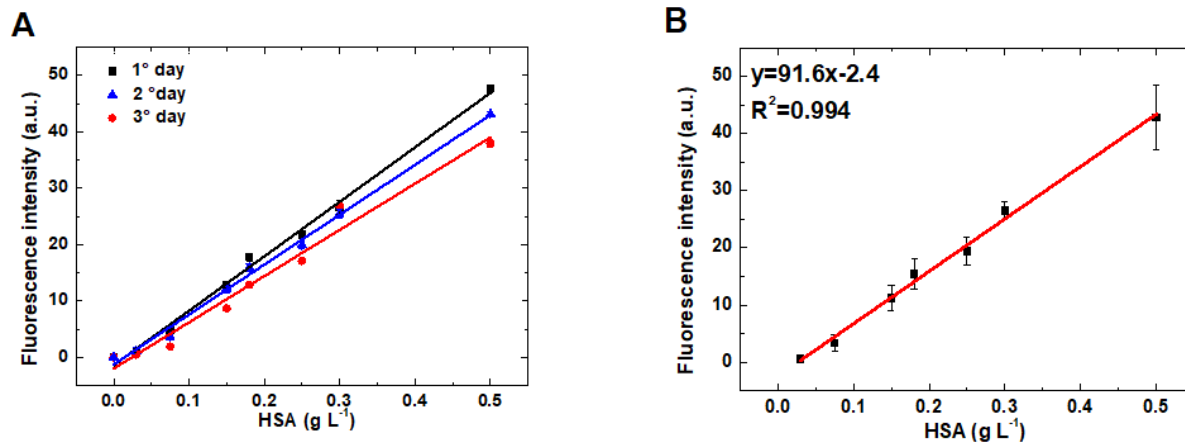 A
1° day
2 °day
3° day
50
40
30
20
10
0
Fluorescence intensity (a.u.)
0.0 0.1 0.2 0.3 0.4 0.5
HSA (g L⁻¹)
B
y=91.6x-2.4
R²=0.994
50
40
30
20
10
0
Fluorescence intensity (a.u.)
0.0 0.1 0.2 0.3 0.4 0.5
HSA (g L⁻¹)